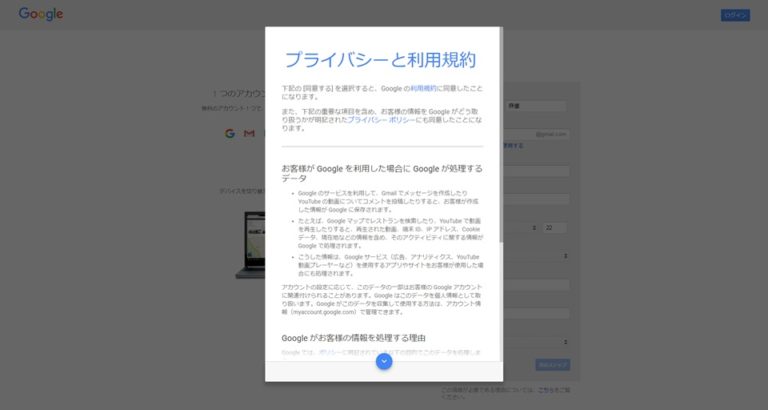 Google
ログイン
プライバシーと利用規約
下記の [同意する] を選択すると、Google の利用規約に同意したこと
になります。
また、下記の重要な項目を含め、お客様の情報を Google がどう取
り扱うかが明記されたプライバシー ポリシーにも同意したことにな
ります。
1 つのアカウント
無料のアカウント 1 つで、
@gmail.com
お客様が Google を利用した場合に Google が処理する
データ
• Google のサービスを利用して、Gmail でメッセージを作成したり
YouTube の動画についてコメントを投稿したりすると、お客様が作
成した情報が Google に保存されます。
• たとえば、Google マップでレストランを検索したり、YouTube で動画
を再生したりすると、再生された動画、端末 ID、IP アドレス、Cookie
データ、現在地などの情報を含め、そのアクティビティに関する情報が
Google で処理されます。
• こうした情報は、Google サービス（広告、アナリティクス、YouTube
動画プレーヤーなど）を使用するアプリやサイトをお客様が使用した場
合にも処理されます。
デバイスを切り替
22
アカウントの設定に応じて、このデータの一部はお客様の Google アカウント
に関連付けられることがあります。Google はこのデータを個人情報として取
り扱います。Google がこのデータを収集して使用する方法は、アカウント情
報（myaccount.google.com）で管理できます。
Google がお客様の情報を処理する理由
Google では、ポリシーに明記されている以下の目的でこのデータを処理しま
次のステップ
この情報が必要である理由については、こちらをご覧
ください。